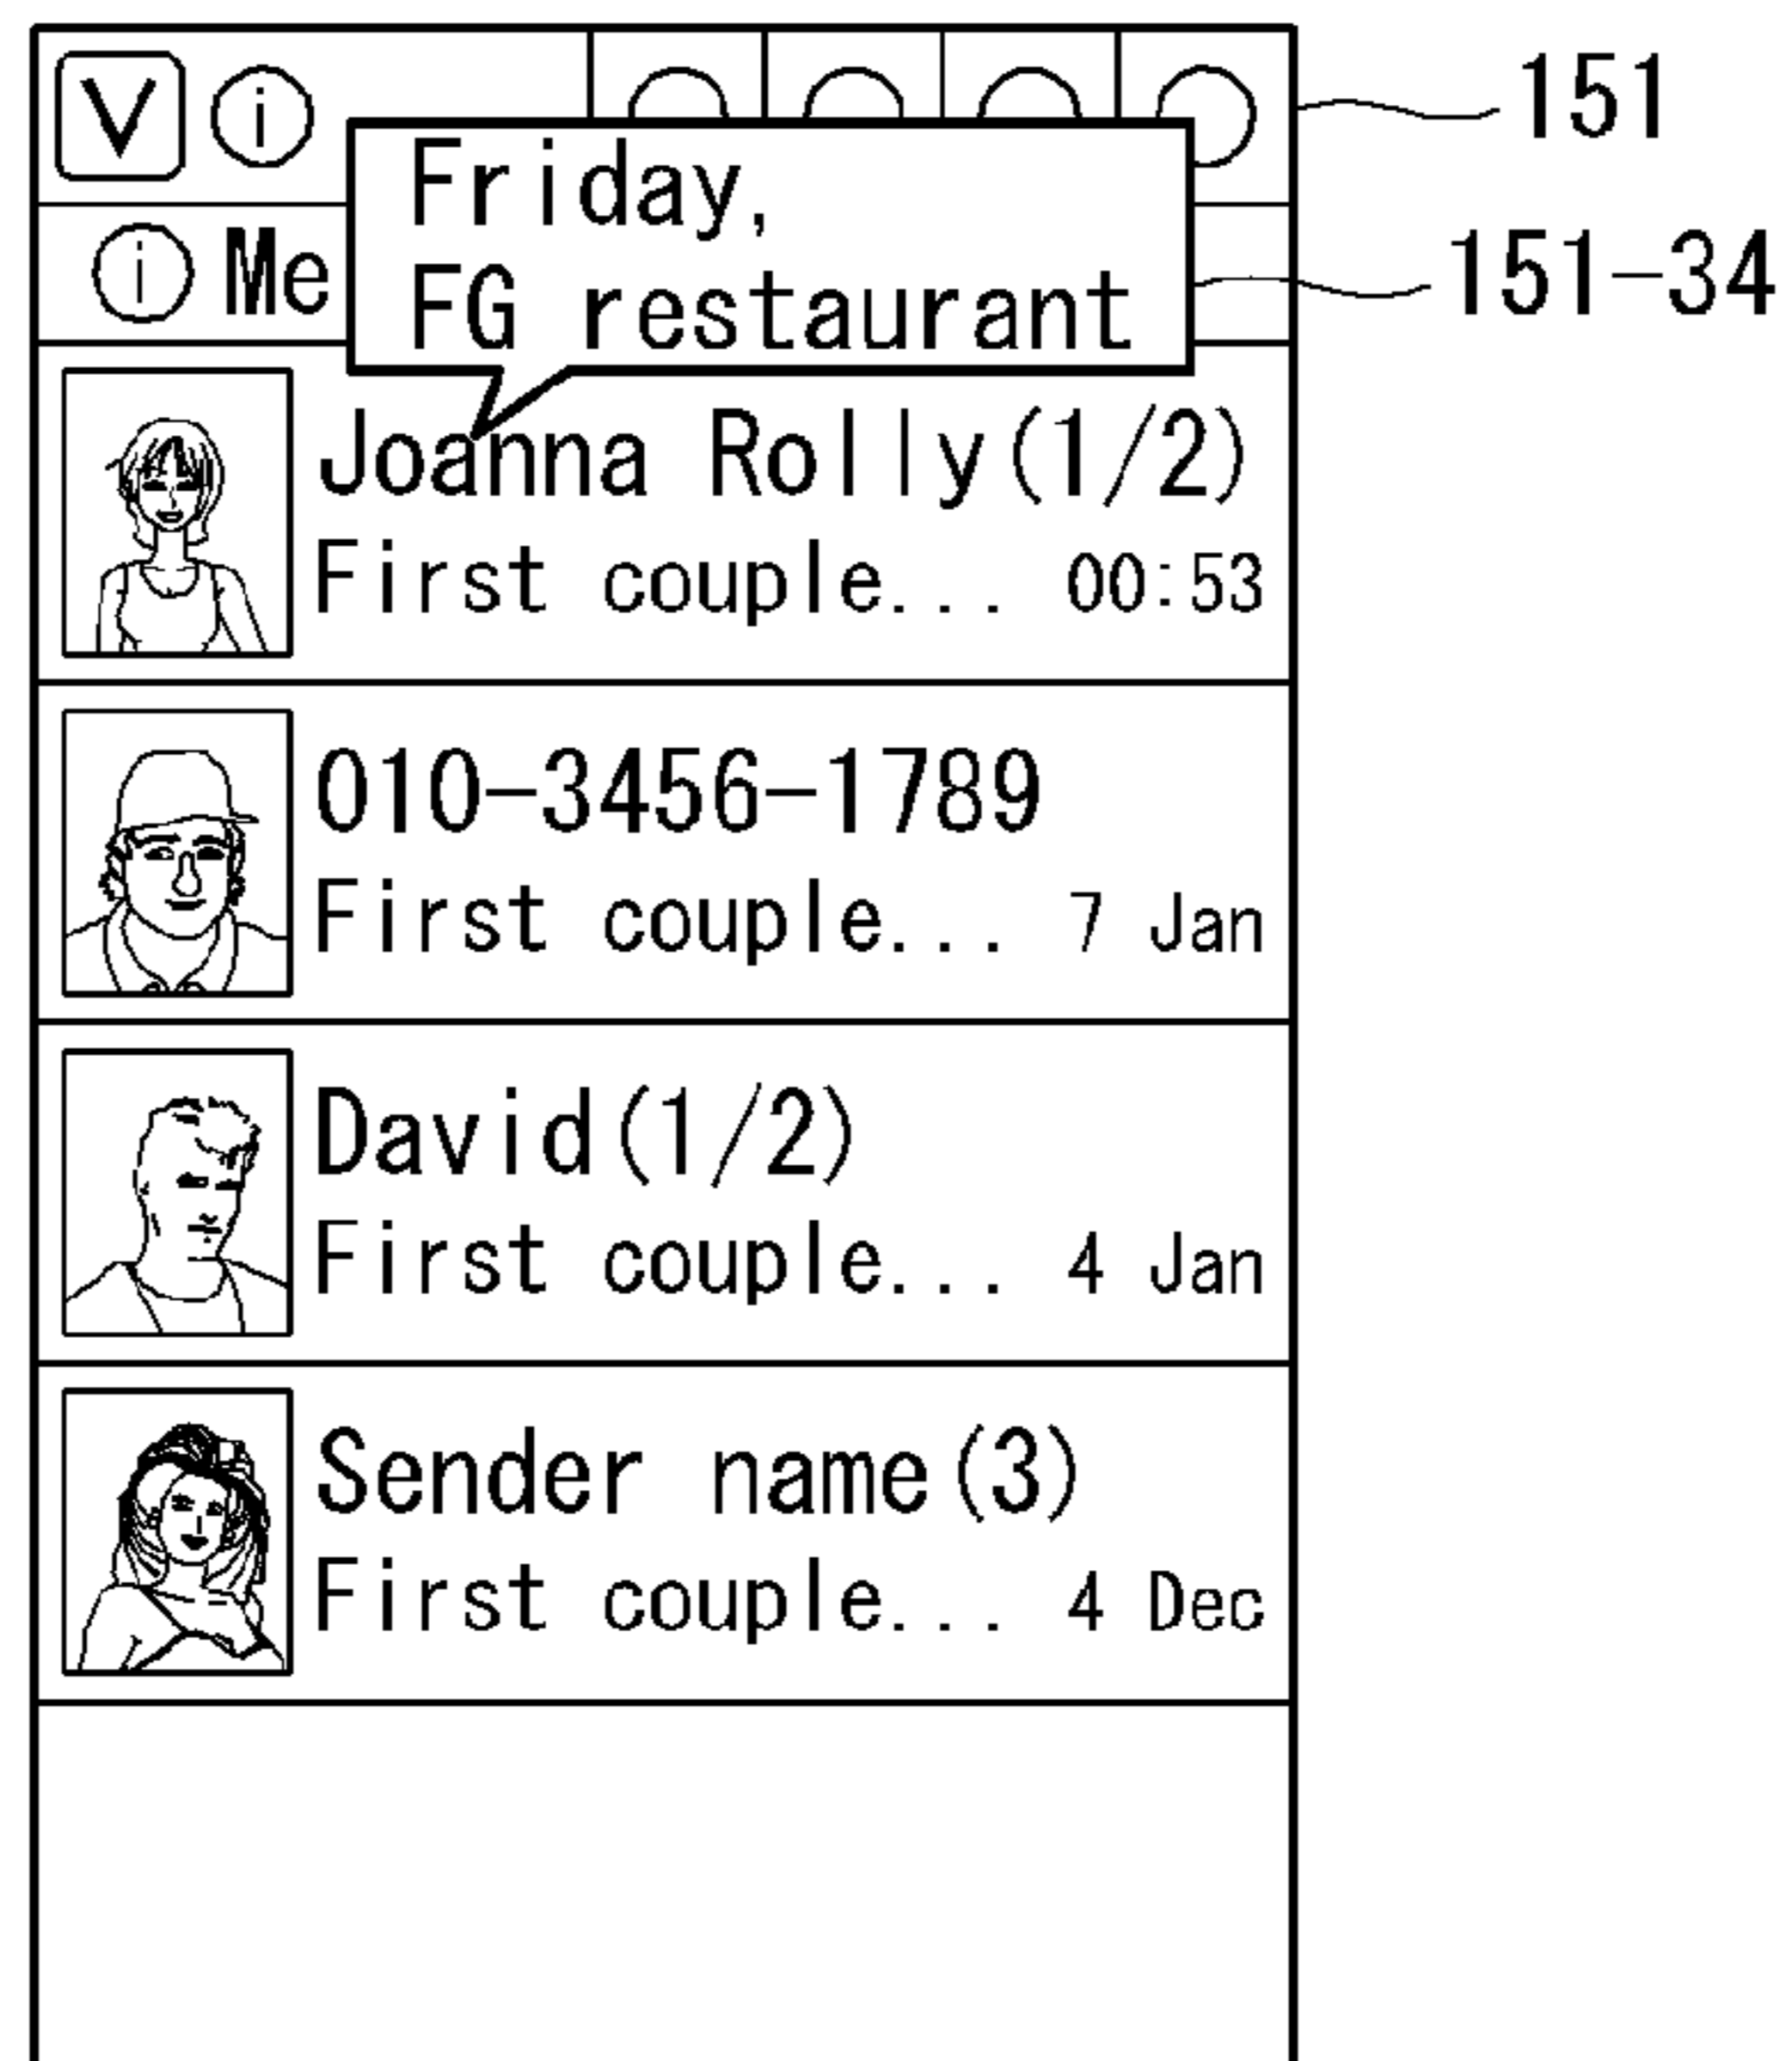 V i
151
Friday,
i Me
FG restaurant
151-34
Joanna Rolly(1/2)
First couple... 00:53
010-3456-1789
First couple... 7 Jan
David(1/2)
First couple... 4 Jan
Sender name(3)
First couple... 4 Dec